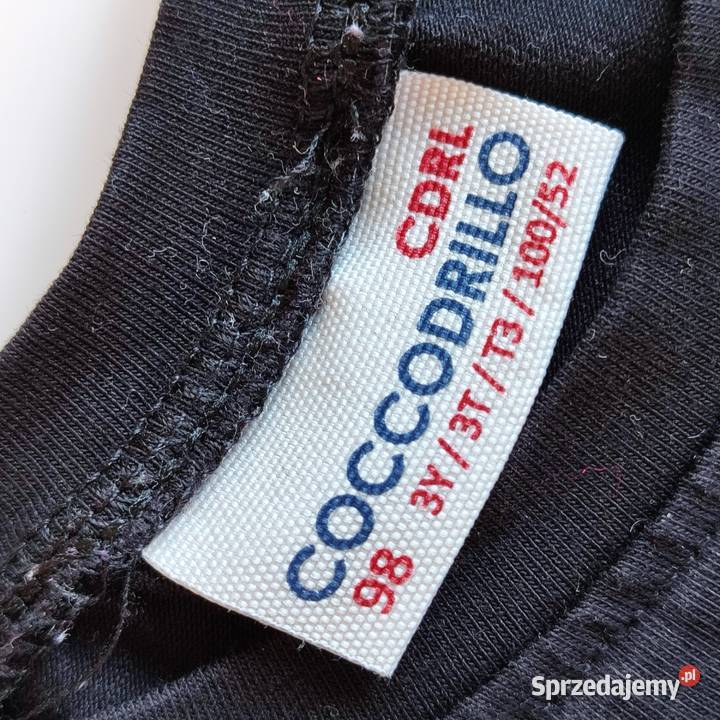 CDRL
COCCODRILLO
98 3Y / 3T / T3 / 100/52
Sprzedajemy.pl